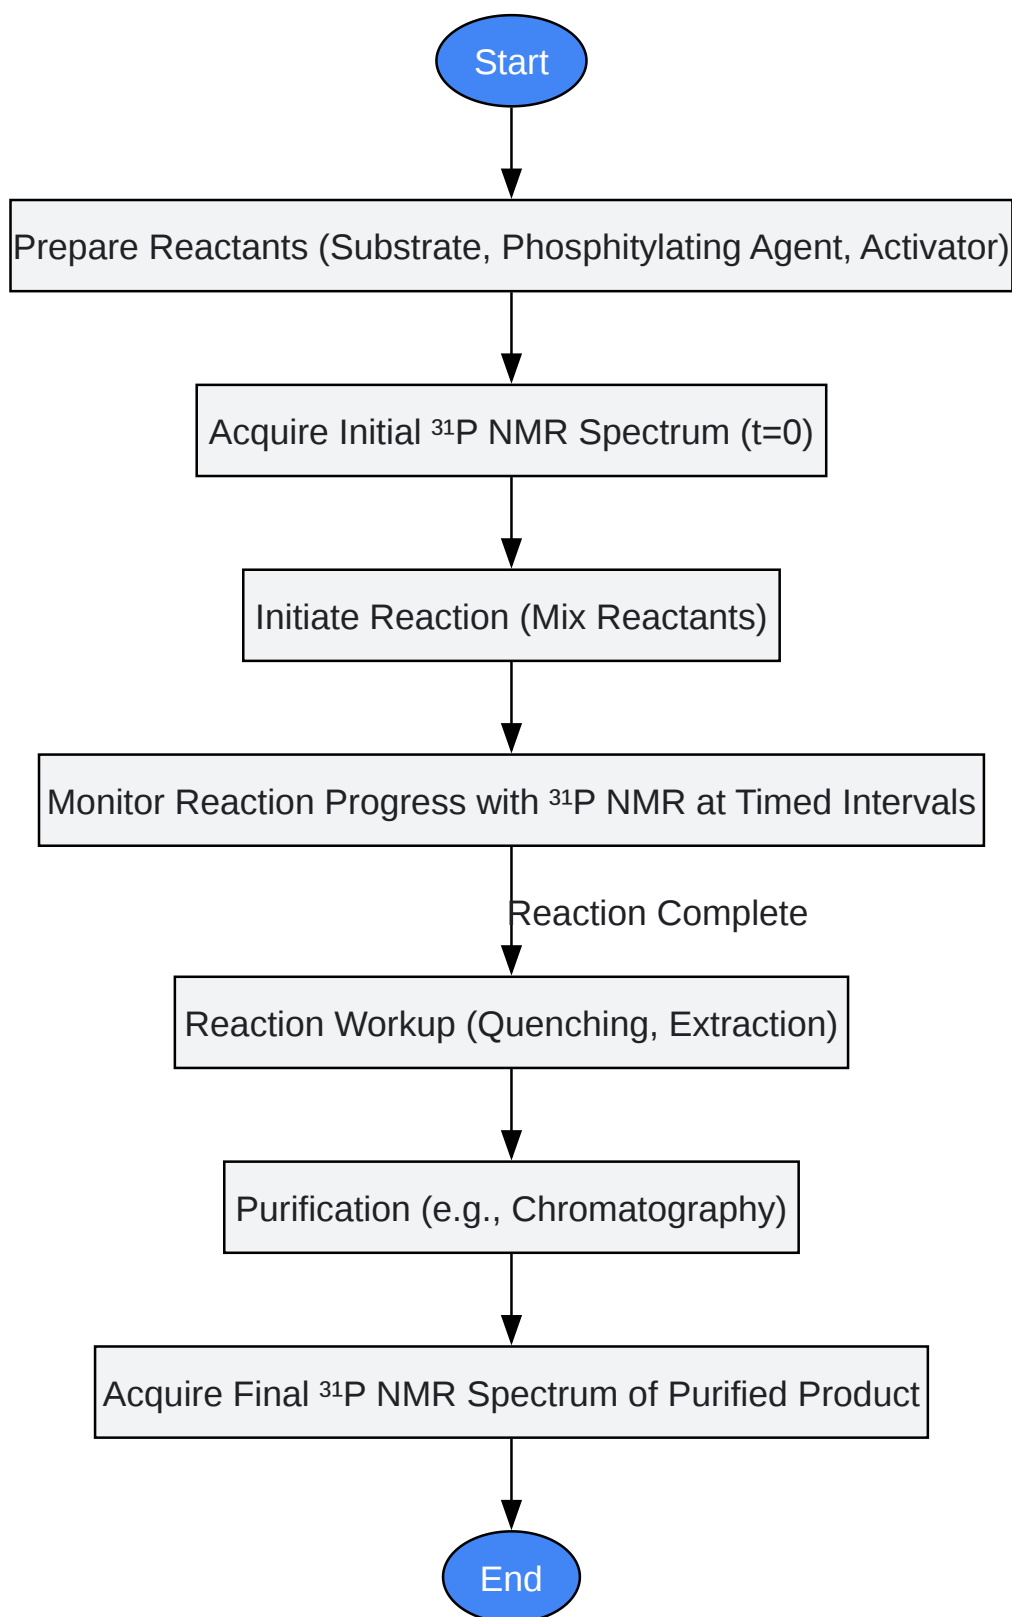 Start
Prepare Reactants (Substrate, Phosphitylating Agent, Activator)
Acquire Initial ³¹P NMR Spectrum (t=0)
Initiate Reaction (Mix Reactants)
Monitor Reaction Progress with ³¹P NMR at Timed Intervals
Reaction Complete
Reaction Workup (Quenching, Extraction)
Purification (e.g., Chromatography)
Acquire Final ³¹P NMR Spectrum of Purified Product
End